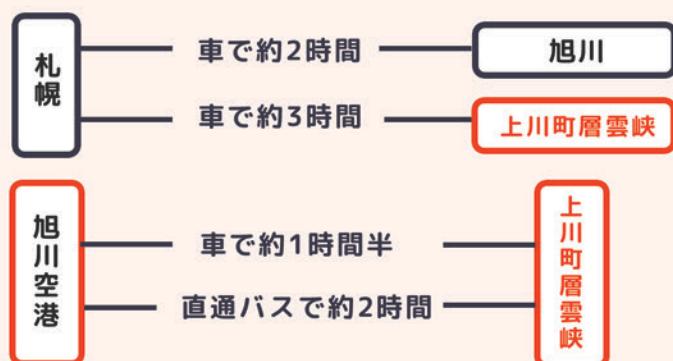 札幌
車で約2時間
旭川
車で約3時間
上川町層雲峡
旭川空港
車で約1時間半
直通バスで約2時間
上川町層雲峡